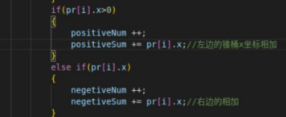 if(pr[i].x>0)
{
positiveNum ++;
positiveSum += pr[i].x;//左边的锥桶x坐标相加
}
else if(pr[i].x)
{
negetiveNum ++;
negetiveSum += pr[i].x;//右边的相加
}